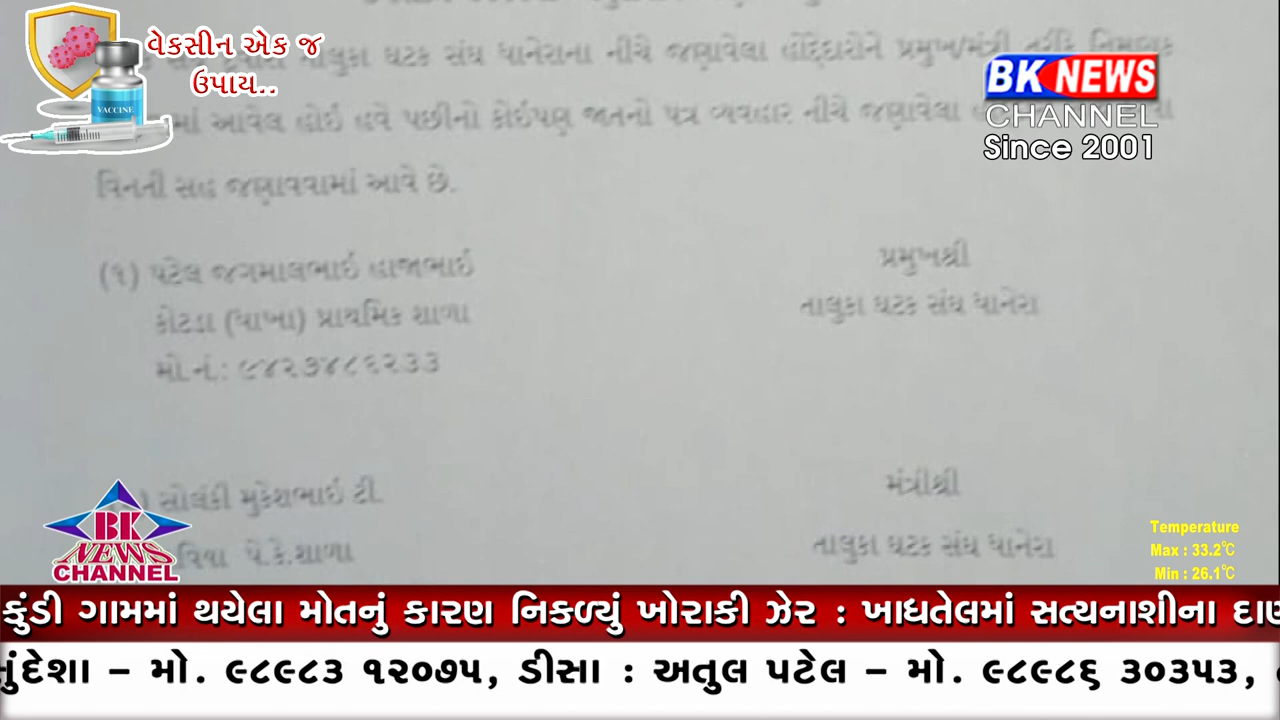 વેકસીન એક જ
ઉપાય..
VACCINE
BK NEWS
CHANNEL
Since 2001
તાલુકા ઘટક સંઘ ધાનેરાના નીચે જણાવેલા હોદ્દેદારોને પ્રમુખ/મંત્રી તરીકે
આવેલ હોઈ હવે પછીનો કોઈપણ જાતનો પત્ર વ્યવહાર નીચે જણાવેલા
વિનતી સહ જણાવવામાં આવે છે.
(૧) પટેલ જગમાલભાઈ હાજાભાઈ
પ્રમુખશ્રી
કોટડા (ધાખા) પ્રાથમિક શાળા
તાલુકા ઘટક સંઘ ધાનેરા
મો.નં.: ૯૪૨૭૪૮૬૨૩૩
સોલંકી મુકેશભાઈ ટી.
મંત્રીશ્રી
પે.કે.શાળા
તાલુકા ઘટક સંઘ ધાનેરા
BK
NEWS
CHANNEL
Temperature
Max : 33.2℃
Min : 26.1℃
કુંડી ગામમાં થયેલા મોતનું કારણ નિકળ્યું ખોરાકી ઝેર : ખાધતેલમાં સત્યનાશીના
મો. ૯૮૯૮૩ ૧૨૦૭૫, ડીસા : અતુલ પટેલ – મો. ૯૮૯૮૬ ૩૦૩૫૩,